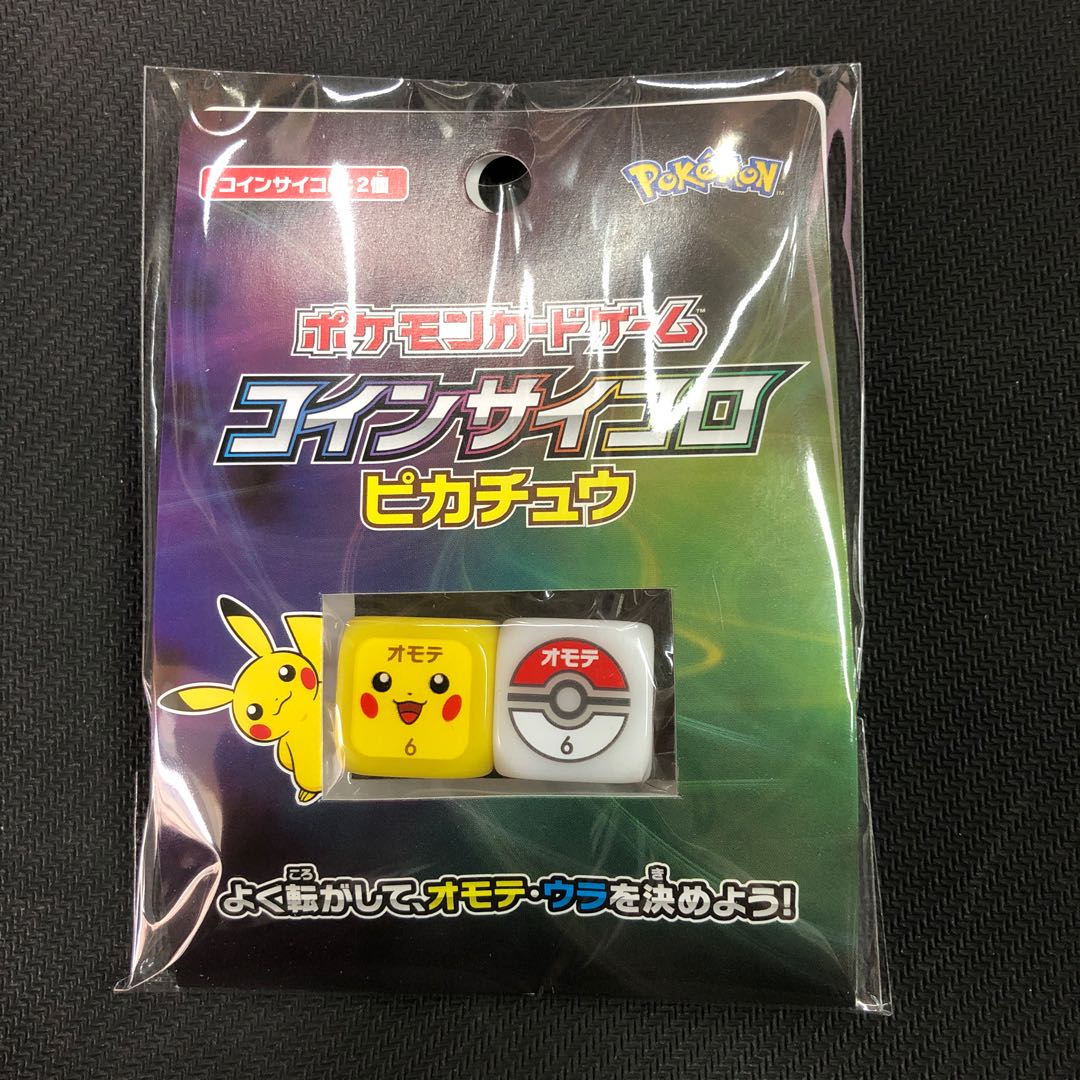 コインサイコロ2個
Pokémon
ポケモンカードゲーム™
コインサイコロ
ピカチュウ
オモテ
6
オモテ
6
よく転がして、オモテ・ウラを決めよう!